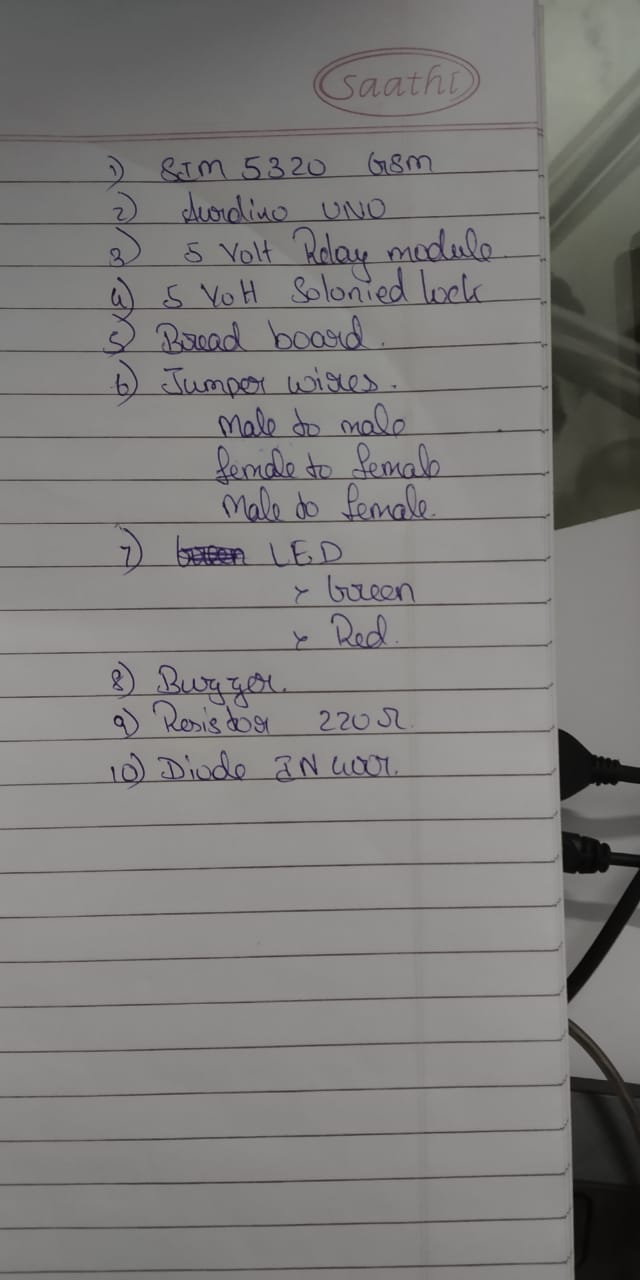 Saathi
1) SIM 5320 GSM
2) Aurdino UNO
3) 5 Volt Relay module
4) 5 Volt Solonied lock
5) Bread board.
6) Jumper wires.
Male to male
female to female
Male to female.
7) LED
Green
Red.
8) Buzzer.
9) Resistor 220Ω.
10) Diode IN 4007.